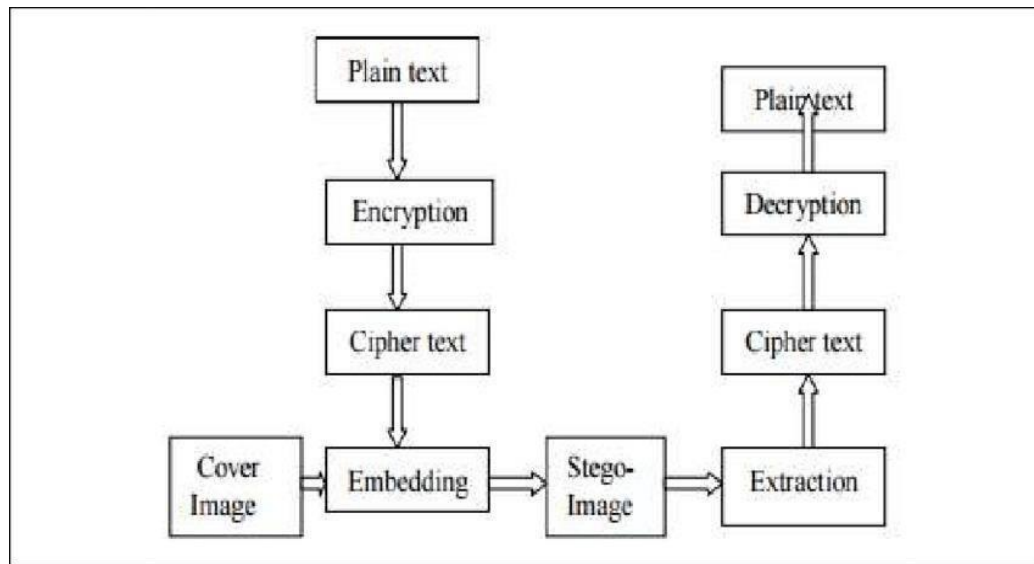 Plain text
Plain text
Encryption
Decryption
Cipher text
Cipher text
Cover
Image
Embedding
Stego-
Image
Extraction